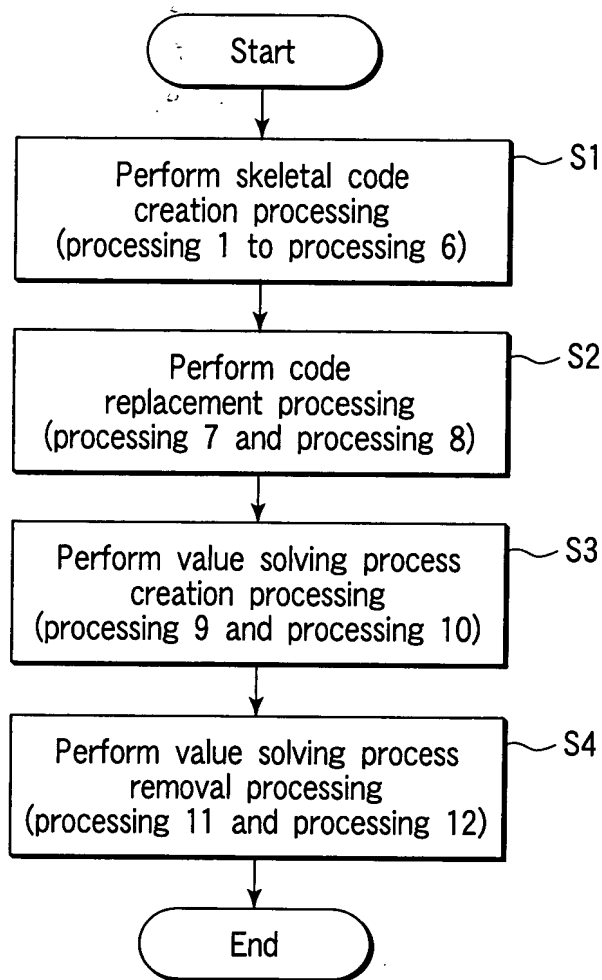 Start
S1
Perform skeletal code
creation processing
(processing 1 to processing 6)
S2
Perform code
replacement processing
(processing 7 and processing 8)
S3
Perform value solving process
creation processing
(processing 9 and processing 10)
S4
Perform value solving process
removal processing
(processing 11 and processing 12)
End